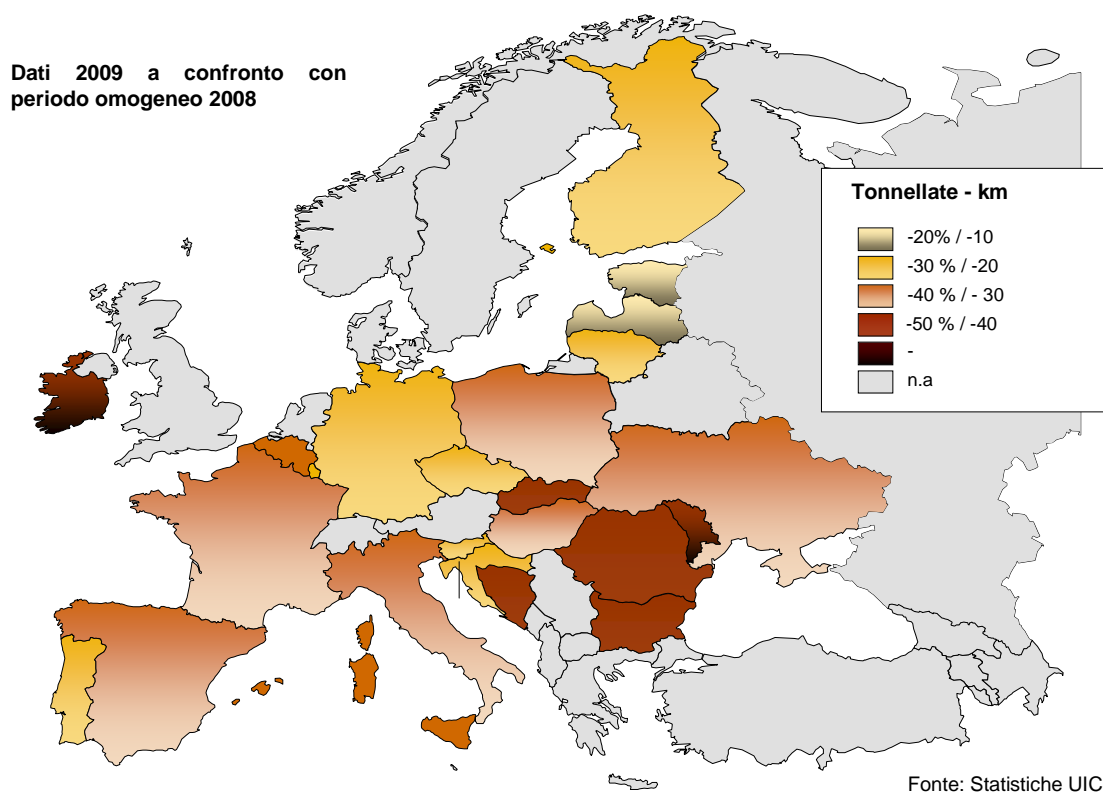 Dati 2009 a confronto con
periodo omogeneo 2008
Tonnellate - km
-20% / -10
-30 % / -20
-40 % / - 30
-50 % / -40
-
n.a
Fonte: Statistiche UIC